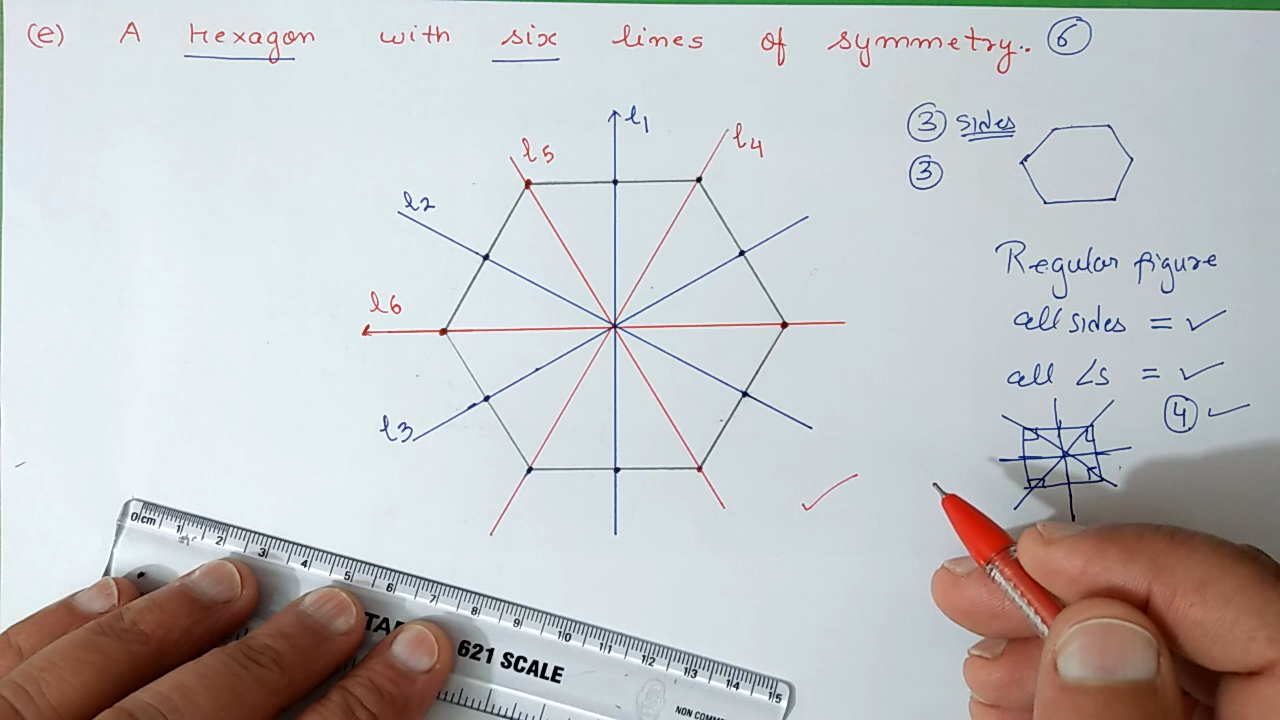 (e) A Hexagon with six lines of symmetry.. 6
l1
l5
l4
l2
l6
l3
3 sides
3
Regular figure
all sides = ✓
all ∠s = ✓
4 ✓
0/cm 1 2 3 4 5 6 7 8 9 10 11 12 13 14 15
621 SCALE